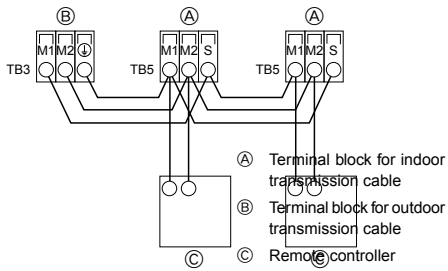 B A A
M1 M2 ⏚ M1 M2 S M1 M2 S
TB3 TB5 TB5
A Terminal block for indoor
transmission cable
B Terminal block for outdoor
transmission cable
C Remote controller
C C